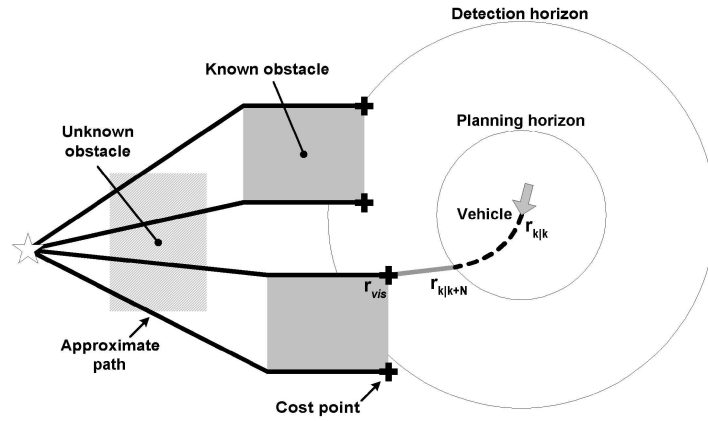 Detection horizon
Known obstacle
Planning horizon
Unknown
obstacle
Vehicle
r_k|k
r_vis
r_k|k+N
Approximate
path
Cost point